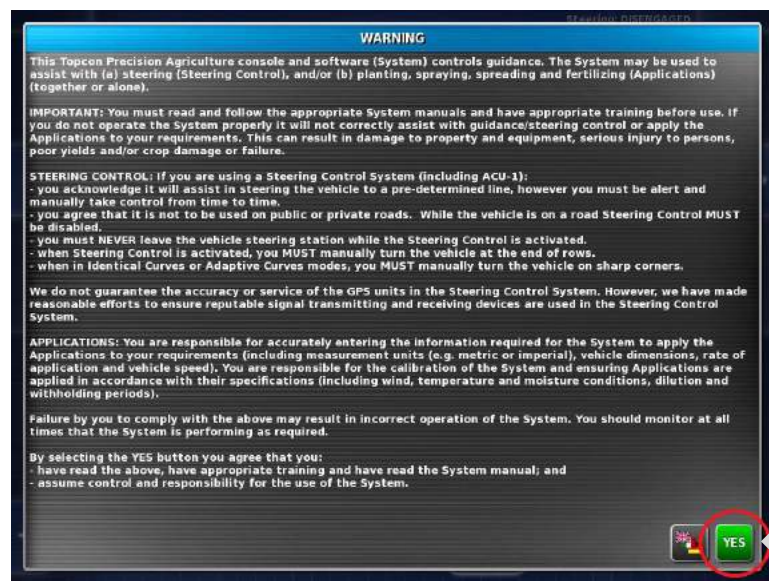 Steering: DISENGAGED
WARNING
This Topcon Precision Agriculture console and software (System) controls guidance. The System may be used to
assist with (a) steering (Steering Control), and/or (b) planting, spraying, spreading and fertilizing (Applications)
(together or alone).
IMPORTANT: You must read and follow the appropriate System manuals and have appropriate training before use. If
you do not operate the System properly it will not correctly assist with guidance/steering control or apply the
Applications to your requirements. This can result in damage to property and equipment, serious injury to persons,
poor yields and/or crop damage or failure.
STEERING CONTROL: If you are using a Steering Control System (including ACU-1):
- you acknowledge it will assist in steering the vehicle to a pre-determined line, however you must be alert and
manually take control from time to time.
- you agree that it is not to be used on public or private roads. While the vehicle is on a road Steering Control MUST
be disabled.
- you must NEVER leave the vehicle steering station while the Steering Control is activated.
- when Steering Control is activated, you MUST manually turn the vehicle at the end of rows.
- when in Identical Curves or Adaptive Curves modes, you MUST manually turn the vehicle on sharp corners.
We do not guarantee the accuracy or service of the GPS units in the Steering Control System. However, we have made
reasonable efforts to ensure reputable signal transmitting and receiving devices are used in the Steering Control
System.
APPLICATIONS: You are responsible for accurately entering the information required for the System to apply the
Applications to your requirements (including measurement units (e.g. metric or imperial), vehicle dimensions, rate of
application and vehicle speed). You are responsible for the calibration of the System and ensuring Applications are
applied in accordance with their specifications (including wind, temperature and moisture conditions, dilution and
withholding periods).
Failure by you to comply with the above may result in incorrect operation of the System. You should monitor at all
times that the System is performing as required.
By selecting the YES button you agree that you:
- have read the above, have appropriate training and have read the System manual; and
- assume control and responsibility for the use of the System.
YES